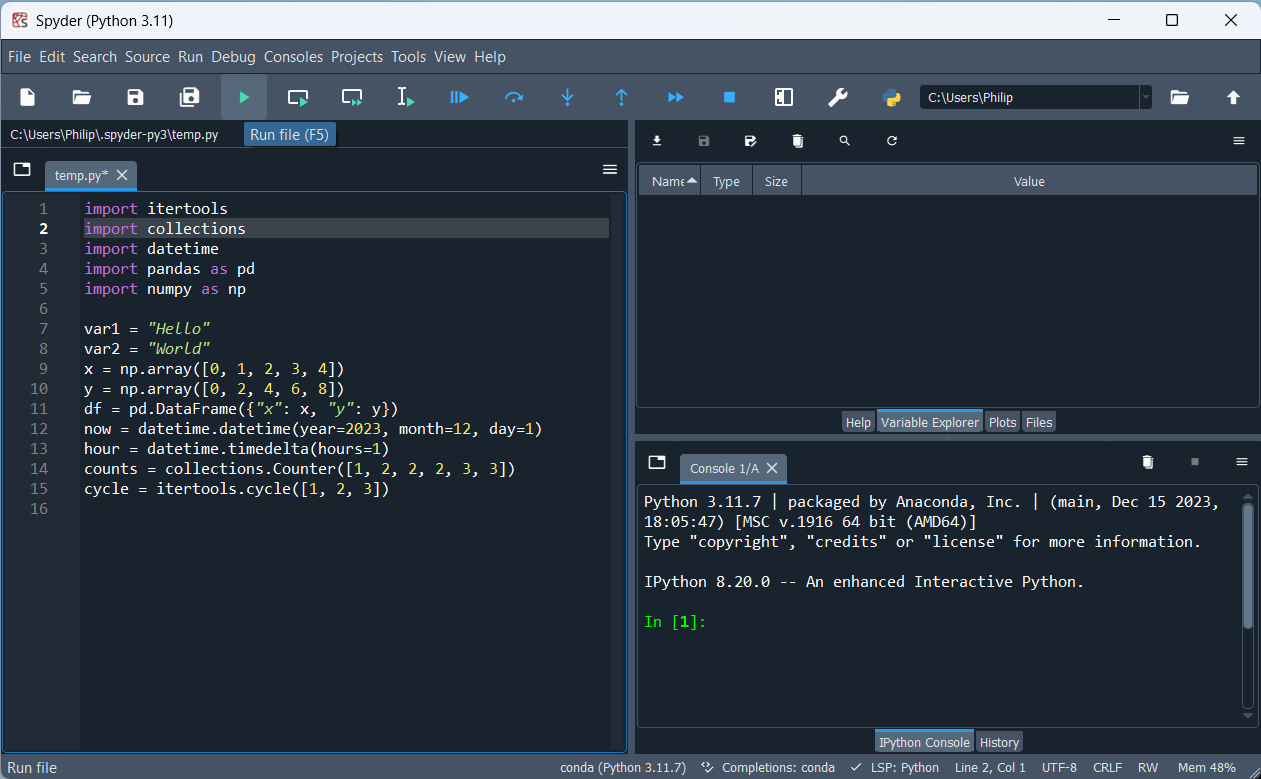 Spyder (Python 3.11)
File Edit Search Source Run Debug Consoles Projects Tools View Help
C:\Users\Philip
C:\Users\Philip\.spyder-py3\temp.py
Run file (F5)
temp.py*
1 import itertools
2 import collections
3 import datetime
4 import pandas as pd
5 import numpy as np
6
7 var1 = "Hello"
8 var2 = "World"
9 x = np.array([0, 1, 2, 3, 4])
10 y = np.array([0, 2, 4, 6, 8])
11 df = pd.DataFrame({"x": x, "y": y})
12 now = datetime.datetime(year=2023, month=12, day=1)
13 hour = datetime.timedelta(hours=1)
14 counts = collections.Counter([1, 2, 2, 2, 3, 3])
15 cycle = itertools.cycle([1, 2, 3])
16
Name Type Size Value
Help Variable Explorer Plots Files
Console 1/A
Python 3.11.7 | packaged by Anaconda, Inc. | (main, Dec 15 2023,
18:05:47) [MSC v.1916 64 bit (AMD64)]
Type "copyright", "credits" or "license" for more information.
IPython 8.20.0 -- An enhanced Interactive Python.
In [1]:
IPython Console History
Run file conda (Python 3.11.7) Completions: conda LSP: Python Line 2, Col 1 UTF-8 CRLF RW Mem 48%